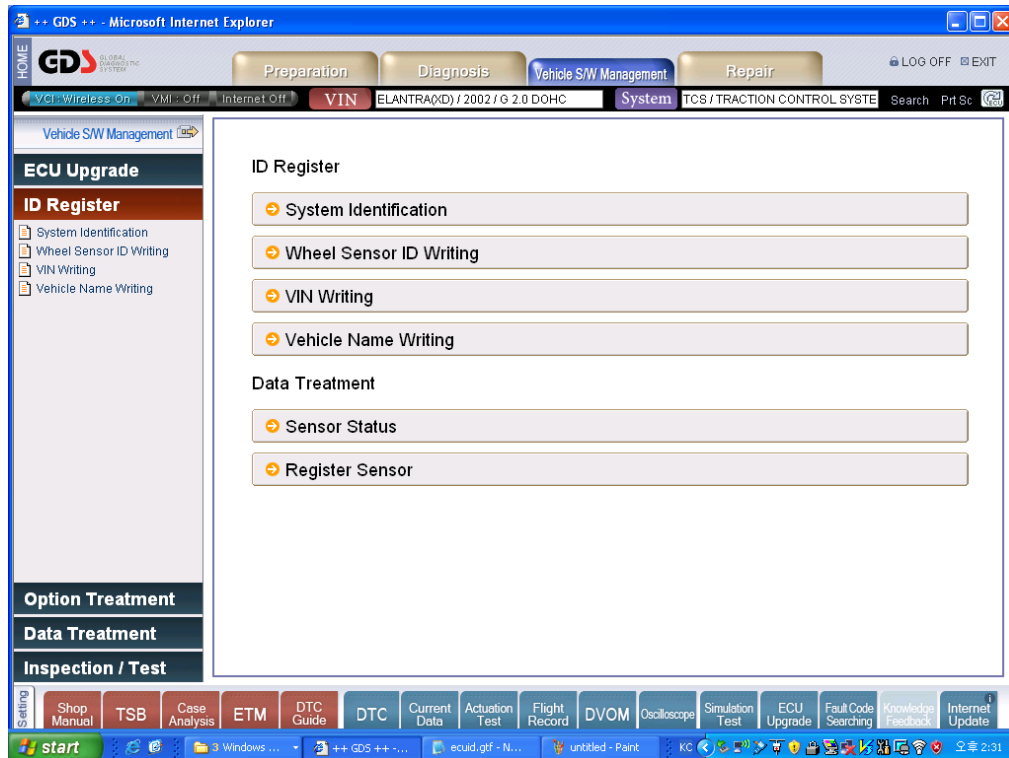 ++ GDS ++ - Microsoft Internet Explorer
HOME
GDS GLOBAL DIAGNOSTIC SYSTEM
Preparation
Diagnosis
Vehicle S/W Management
Repair
LOG OFF
EXIT
VCI : Wireless On
VMI : Off
Internet Off
VIN
ELANTRA(XD) / 2002 / G 2.0 DOHC
System
TCS / TRACTION CONTROL SYSTE
Search
Prt Sc
Vehicle S/W Management
ECU Upgrade
ID Register
System Identification
Wheel Sensor ID Writing
VIN Writing
Vehicle Name Writing
Option Treatment
Data Treatment
Inspection / Test
ID Register
System Identification
Wheel Sensor ID Writing
VIN Writing
Vehicle Name Writing
Data Treatment
Sensor Status
Register Sensor
Setting
Shop
Manual
TSB
Case
Analysis
ETM
DTC
Guide
DTC
Current
Data
Actuation
Test
Flight
Record
DVOM
Oscilloscope
Simulation
Test
ECU
Upgrade
Fault Code
Searching
Knowledge
Feedback
Internet
Update
start
3 Windows ...
++ GDS ++ -...
ecuid.gtf - N...
untitled - Paint
KC
오후 2:31